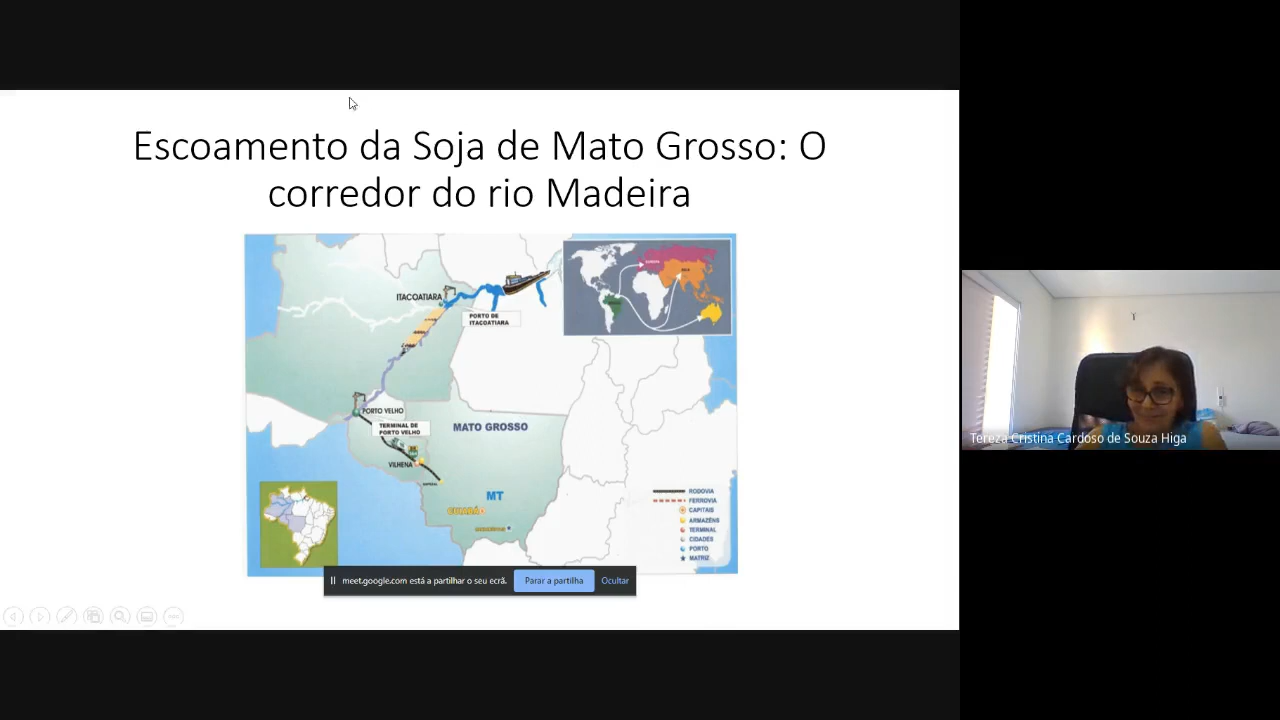 Escoamento da Soja de Mato Grosso: O
corredor do rio Madeira
ITACOATIARA
PORTO DE
ITACOATIARA
PORTO VELHO
TERMINAL DE
PORTO VELHO
MATO GROSSO
VILHENA
MT
CUIABÁ
RODOVIA
FERROVIA
CAPITAIS
ARMAZÉNS
TERMINAL
CIDADES
PORTO
MATRIZ
meet.google.com está a partilhar o seu ecrã.
Parar a partilha
Ocultar
Tereza Cristina Cardoso de Souza Higa